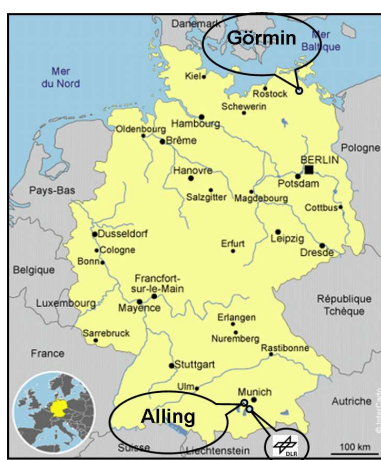 Danemark
Görmin
Mer
Baltique
Mer
du Nord
Kiel
Rostock
Schewerin
Hambourg
Oldenbourg
Brême
Pologne
BERLIN
Hanovre
Potsdam
Pays-Bas
Salzgitter
Magdebourg
Cottbus
Dusseldorf
Cologne
Leipzig
Erfurt
Dresde
Bonn
Belgique
Francfort-
sur-le-Main
Luxembourg
Mayence
République
Tchèque
Erlangen
Sarrebruck
Nuremberg
France
Rastibonne
Stuttgart
Ulm
Munich
Autriche
Alling
Suisse
Liechtenstein
DLR
100 km